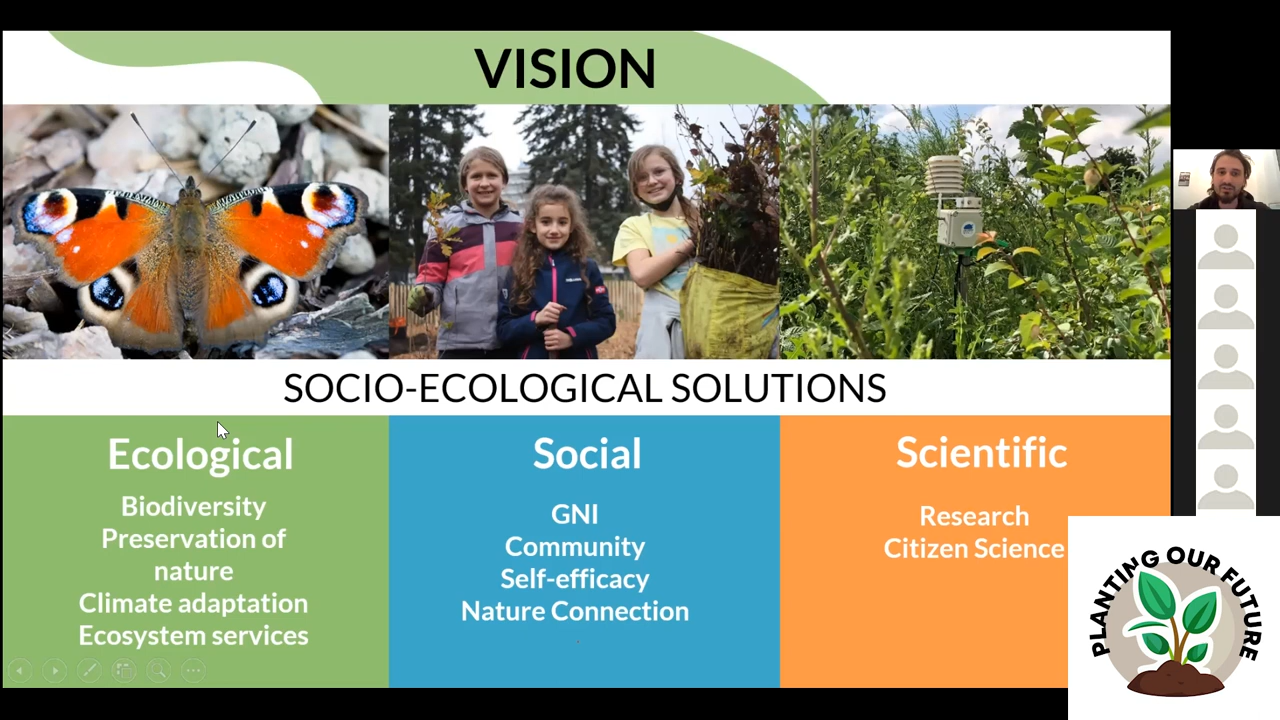 VISION
SOCIO-ECOLOGICAL SOLUTIONS
Ecological
Biodiversity
Preservation of
nature
Climate adaptation
Ecosystem services
Social
GNI
Community
Self-efficacy
Nature Connection
Scientific
Research
Citizen Science
PLANTING OUR FUTURE